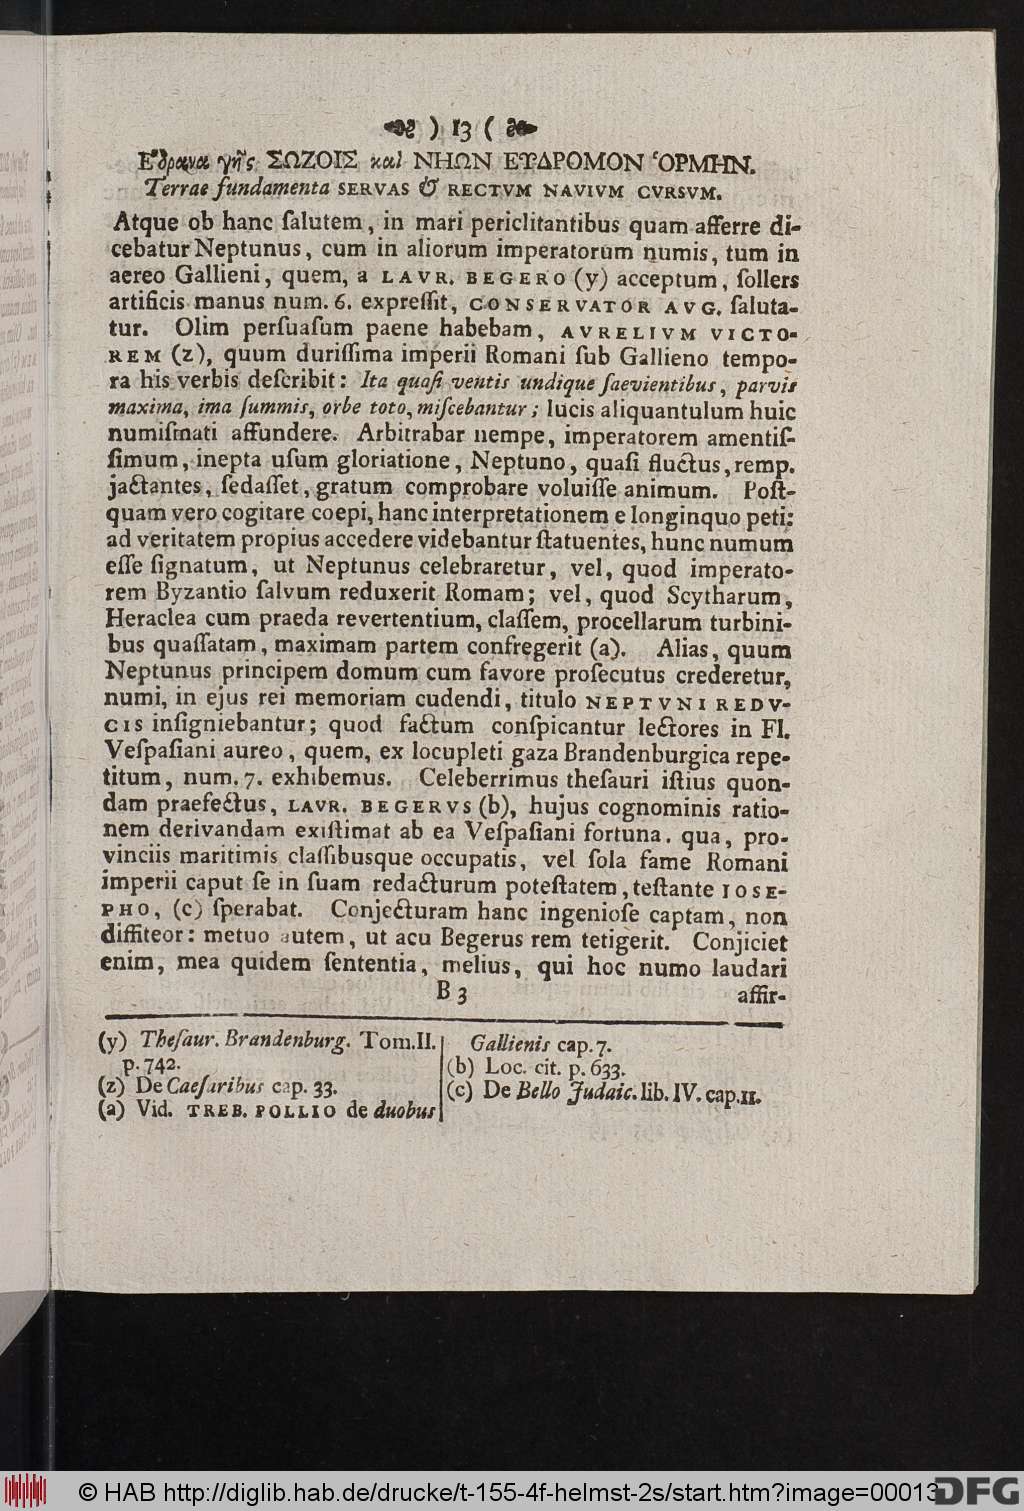 ) 13 (
Ἕδρανα γῆς ΣΩΖΟΙΣ καὶ ΝΗΩΝ ΕΥΔΡΟΜΟΝ ὉΡΜΗΝ.
Terrae fundamenta SERVAS & RECTVM NAVIVM CVRSVM.
Atque ob hanc ſalutem, in mari periclitantibus quam afferre di-
cebatur Neptunus, cum in aliorum imperatorum numis, tum in
aereo Gallieni, quem, a LAVR. BEGERO (y) acceptum, ſollers
artificis manus num. 6. expreſſit, CONSERVATOR AVG. ſaluta-
tur. Olim perſuaſum paene habebam, AVRELIVM VICTO-
REM (z), quum duriſſima imperii Romani ſub Gallieno tempo-
ra his verbis deſcribit: Ita quaſi ventis undique ſaevientibus, parvis
maxima, ima ſummis, orbe toto, miſcebantur; lucis aliquantulum huic
numiſmati affundere. Arbitrabar nempe, imperatorem amentiſ-
ſimum, inepta uſum gloriatione, Neptuno, quaſi fluctus, remp.
jactantes, ſedaſſet, gratum comprobare voluiſſe animum. Poſt-
quam vero cogitare coepi, hanc interpretationem e longinquo peti:
ad veritatem propius accedere videbantur ſtatuentes, hunc numum
eſſe ſignatum, ut Neptunus celebraretur, vel, quod imperato-
rem Byzantio ſalvum reduxerit Romam; vel, quod Scytharum,
Heraclea cum praeda revertentium, claſſem, procellarum turbini-
bus quaſſatam, maximam partem confregerit (a). Alias, quum
Neptunus principem domum cum favore proſecutus crederetur,
numi, in ejus rei memoriam cudendi, titulo NEPTVNI REDV-
CIS inſigniebantur; quod factum conſpicantur lectores in Fl.
Veſpaſiani aureo, quem, ex locupleti gaza Brandenburgica repe-
titum, num. 7. exhibemus. Celeberrimus theſauri iſtius quon-
dam praefectus, LAVR. BEGERVS (b), hujus cognominis ratio-
nem derivandam exiſtimat ab ea Veſpaſiani fortuna. qua, pro-
vinciis maritimis claſſibusque occupatis, vel ſola fame Romani
imperii caput ſe in ſuam redacturum poteſtatem, teſtante IOSE-
PHO, (c) ſperabat. Conjecturam hanc ingenioſe captam, non
diffiteor: metuo autem, ut acu Begerus rem tetigerit. Conjiciet
enim, mea quidem ſententia, melius, qui hoc numo laudari
B 3
affir-
(y) Theſaur. Brandenburg. Tom. II.
p. 742.
(z) De Caeſaribus cap. 33.
(a) Vid. TREB. POLLIO de duobus
Gallienis cap. 7.
(b) Loc. cit. p. 633.
(c) De Bello Judaic. lib. IV. cap. 11.
© HAB http://diglib.hab.de/drucke/t-155-4f-helmst-2s/start.htm?image=00013
DFG